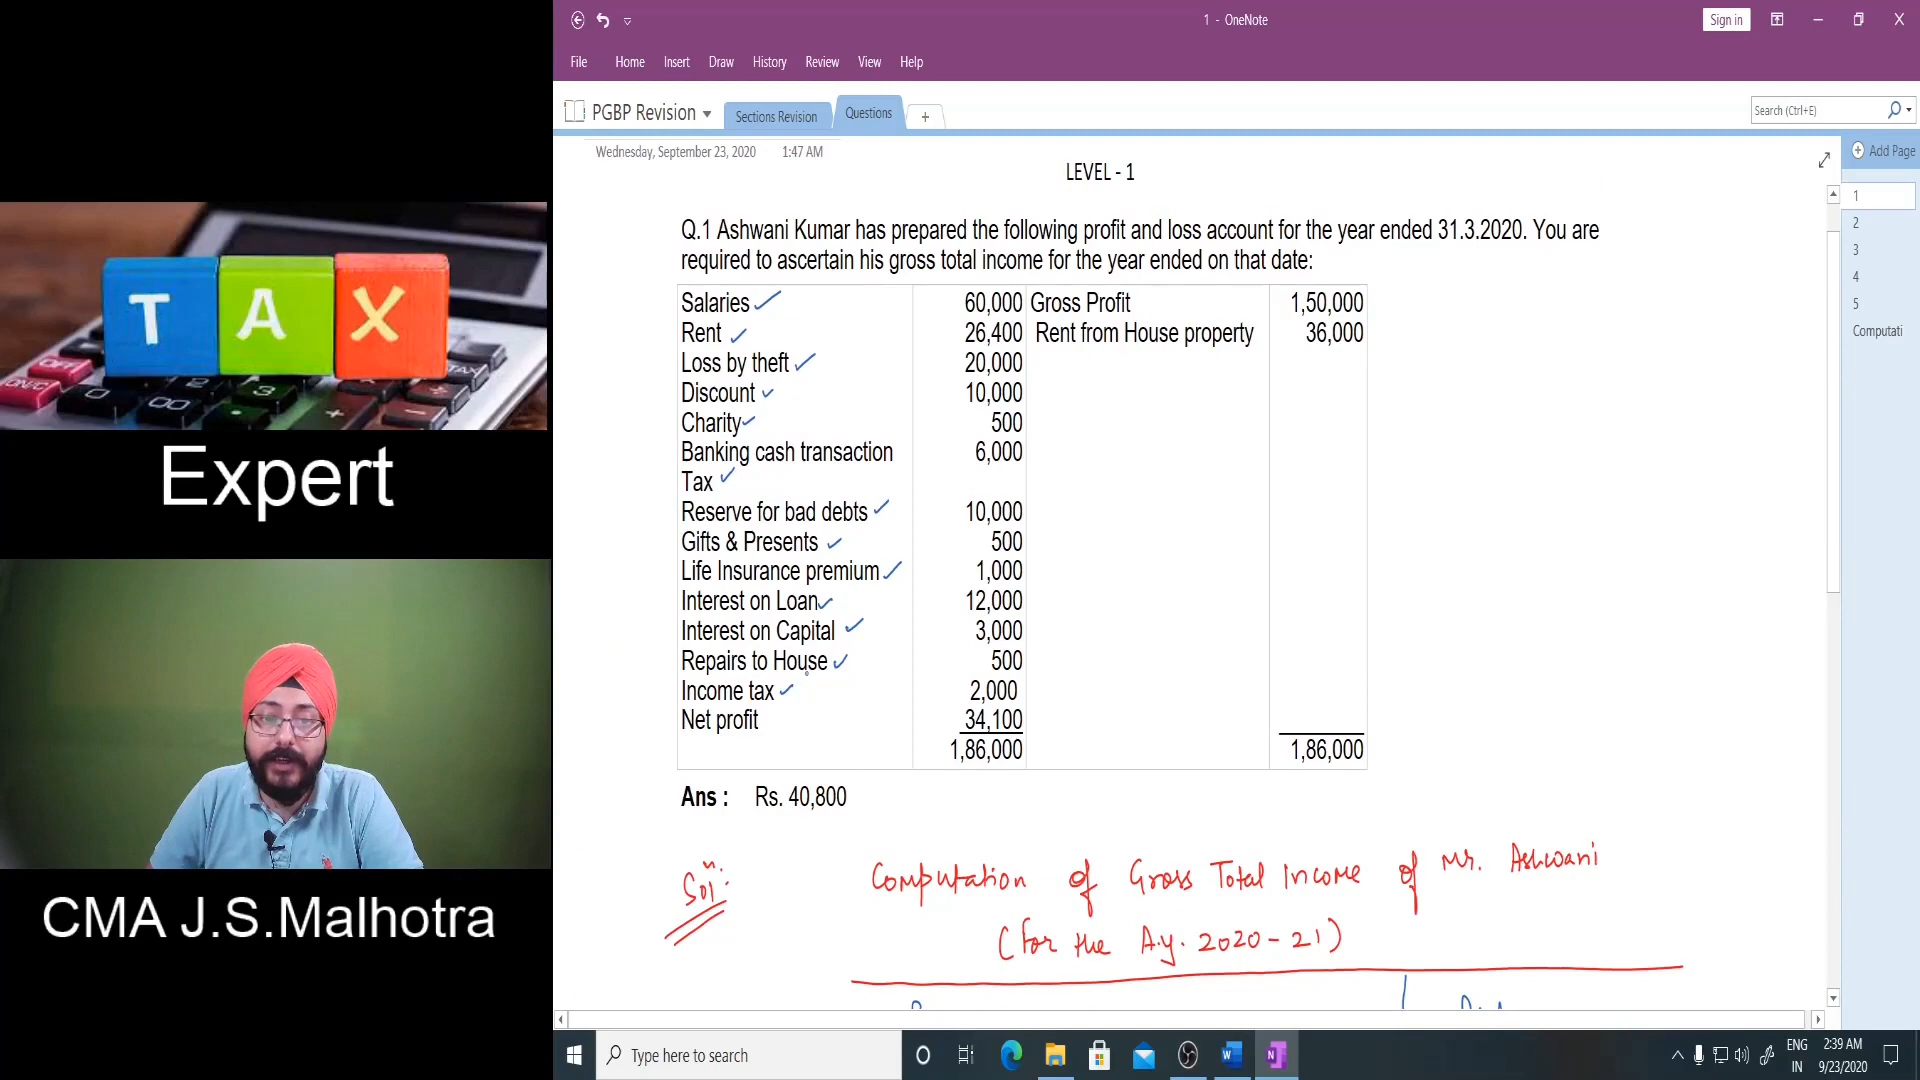 1 - OneNote
Sign in
File Home Insert Draw History Review View Help
PGBP Revision
Sections Revision
Questions
Search (Ctrl+E)
Wednesday, September 23, 2020 1:47 AM
Add Page
1
2
3
4
5
Computati
LEVEL - 1
Q.1 Ashwani Kumar has prepared the following profit and loss account for the year ended 31.3.2020. You are
required to ascertain his gross total income for the year ended on that date:
Salaries 60,000 Gross Profit 1,50,000
Rent 26,400 Rent from House property 36,000
Loss by theft 20,000
Discount 10,000
Charity 500
Banking cash transaction 6,000
Tax
Reserve for bad debts 10,000
Gifts & Presents 500
Life Insurance premium 1,000
Interest on Loan 12,000
Interest on Capital 3,000
Repairs to House 500
Income tax 2,000
Net profit 34,100
1,86,000 1,86,000
Ans : Rs. 40,800
Solⁿ:
Computation of Gross Total Income of Mr. Ashwani
(For the A.y. 2020-21)
TAX
Expert
CMA J.S.Malhotra
Type here to search
ENG
IN
2:39 AM
9/23/2020